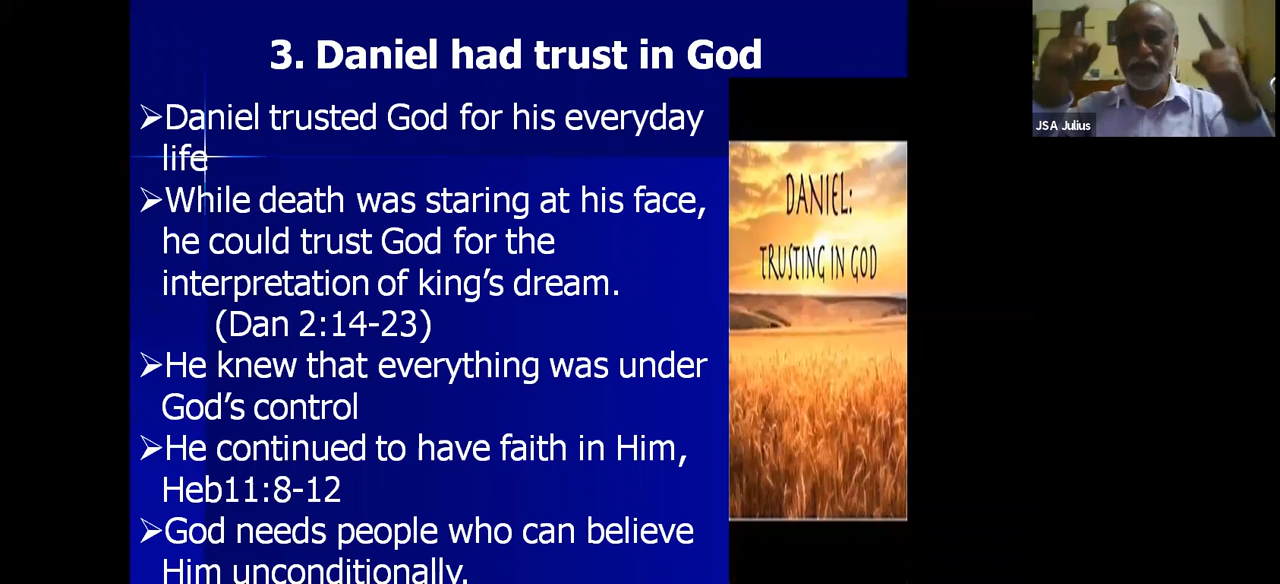 3. Daniel had trust in God
➢Daniel trusted God for his everyday
life
➢While death was staring at his face,
he could trust God for the
interpretation of king’s dream.
(Dan 2:14-23)
➢He knew that everything was under
God’s control
➢He continued to have faith in Him,
Heb11:8-12
➢God needs people who can believe
Him unconditionally.
DANIEL:
TRUSTING IN GOD
JSA Julius